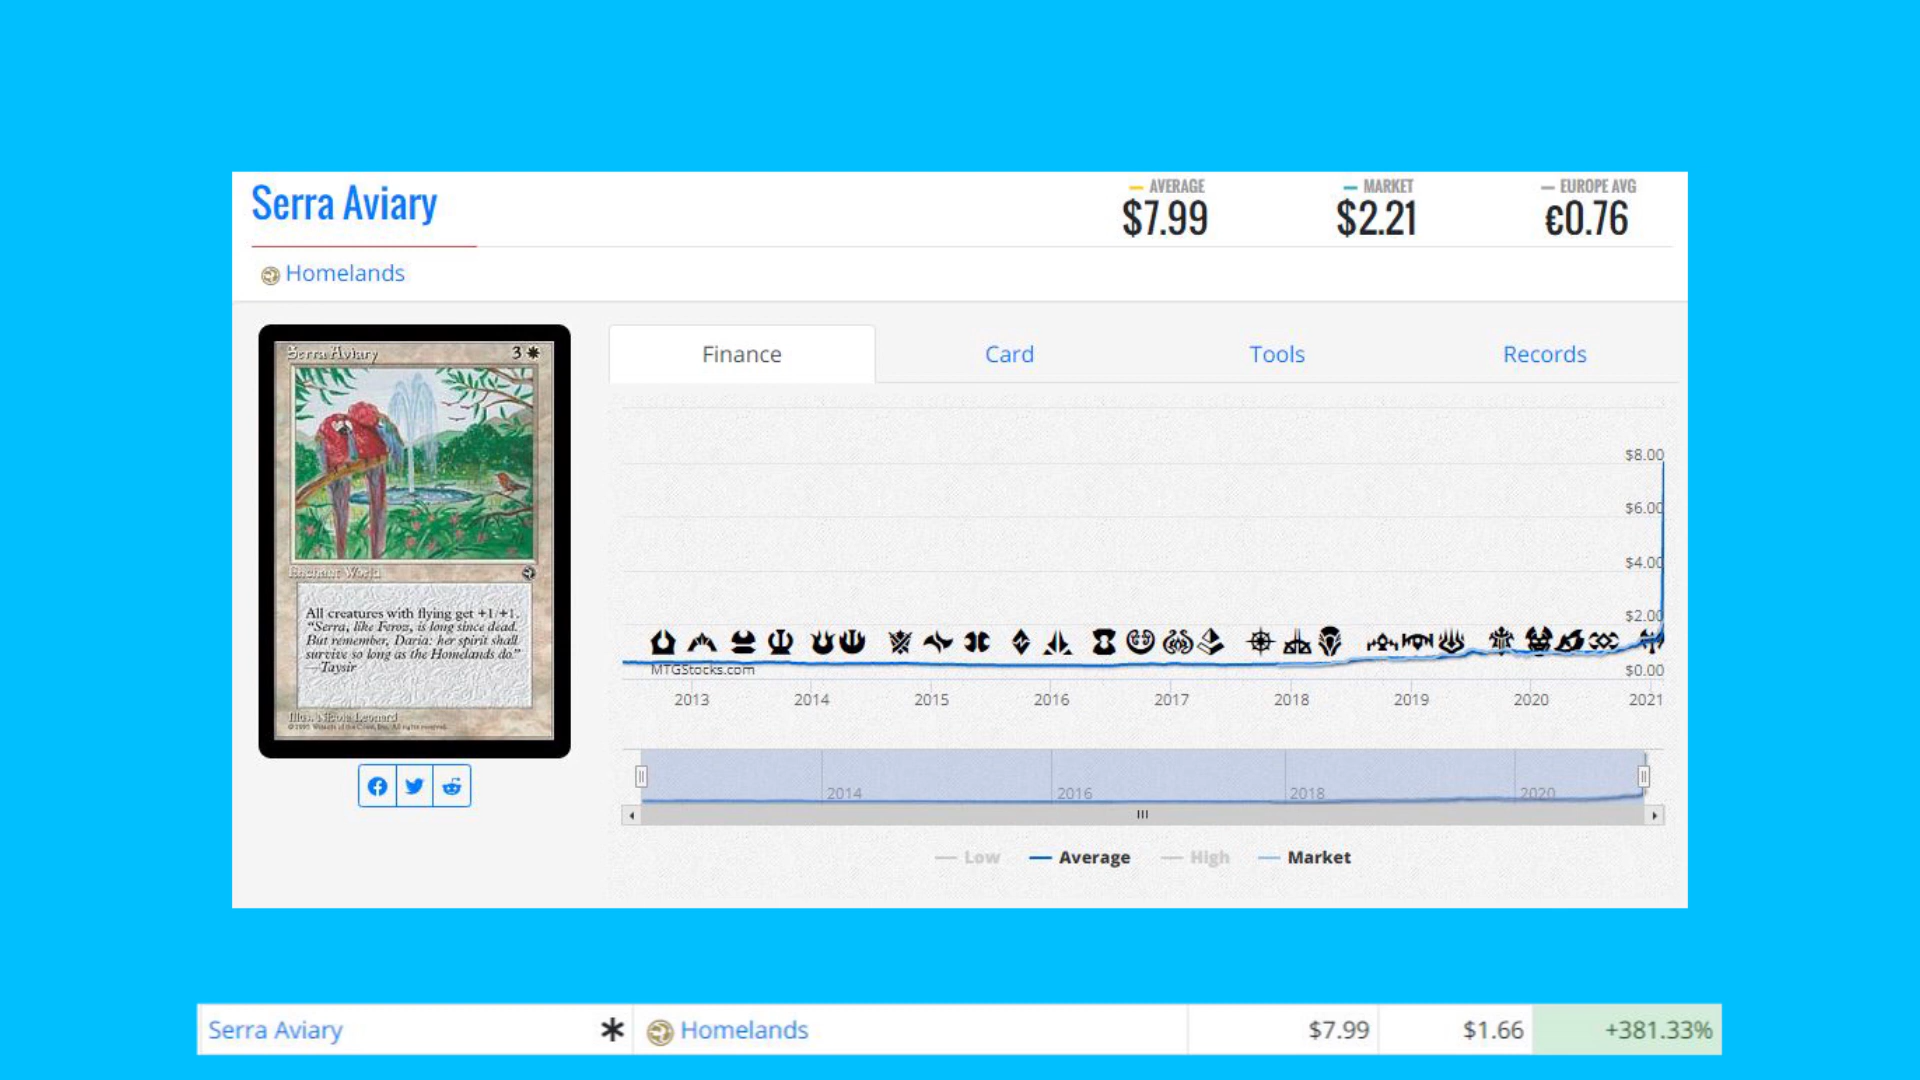 Serra Aviary
AVERAGE
$7.99
MARKET
$2.21
EUROPE AVG
€0.76
Homelands
Serra Aviary 3
Enchant World
All creatures with flying get +1/+1.
"Serra, like Feroz, is long since dead.
But remember, Daria: her spirit shall
survive so long as the Homelands do."
—Taysir
Illus. Nicola Leonard
Finance Card Tools Records
$8.00
$6.00
$4.00
$2.00
$0.00
MTGStocks.com
2013 2014 2015 2016 2017 2018 2019 2020 2021
2014 2016 2018 2020
Low Average High Market
Serra Aviary Homelands $7.99 $1.66 +381.33%